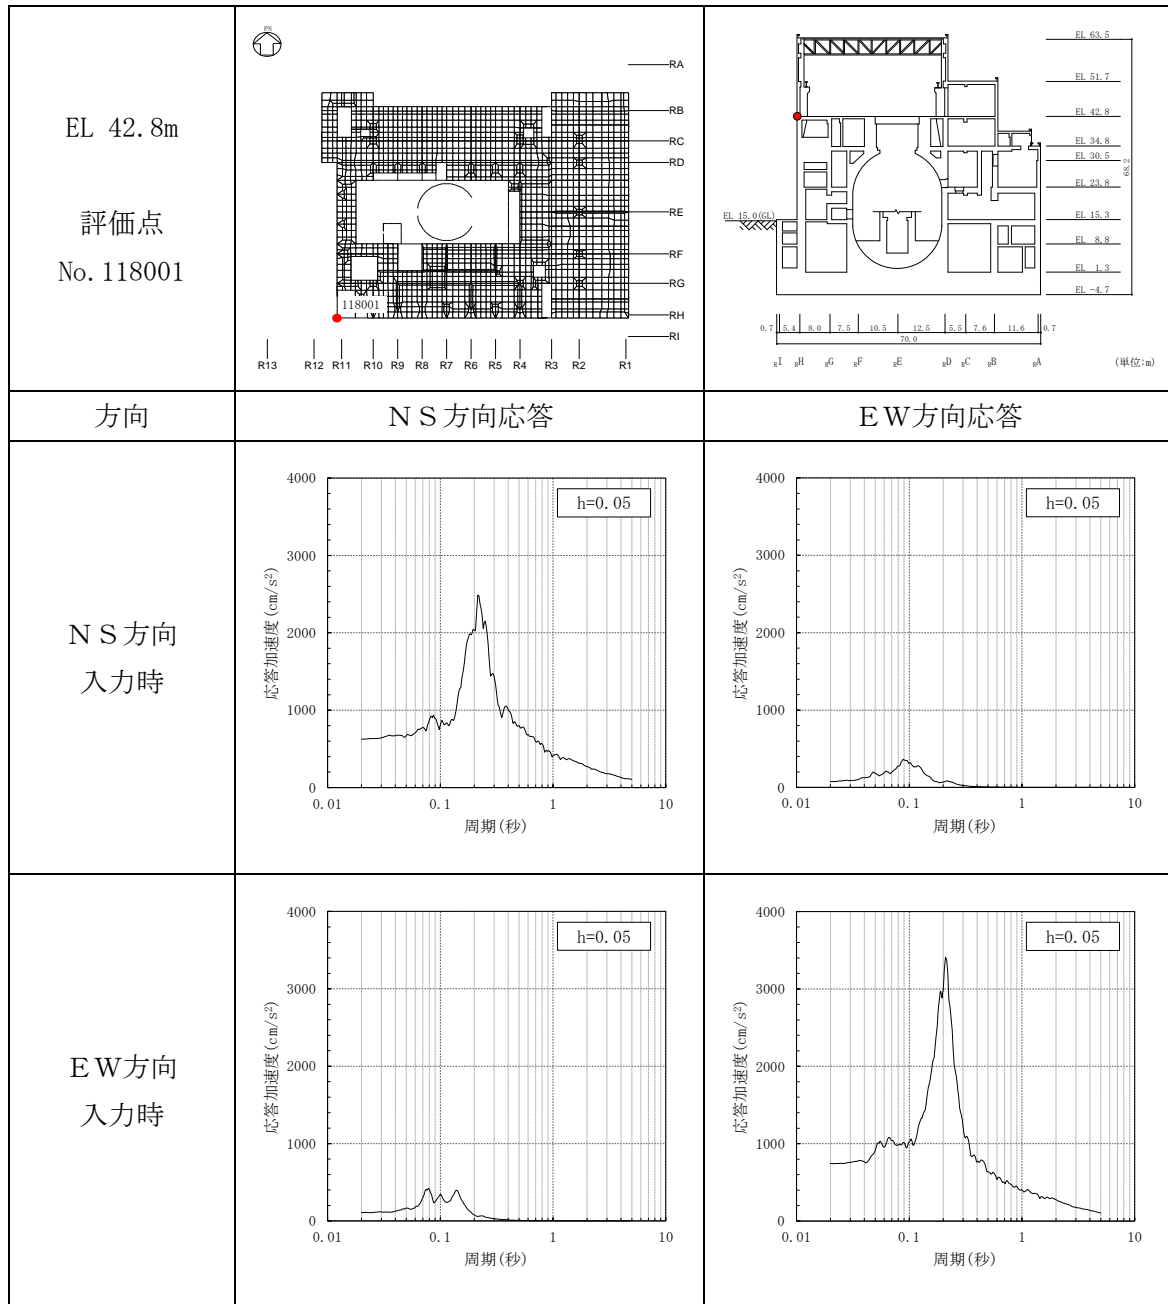 EL 42.8m
評価点
No.118001
PN
RA
RB
RC
RD
RE
RF
RG
RH
RI
118001
R13 R12 R11 R10 R9 R8 R7 R6 R5 R4 R3 R2 R1
EL 63.5
EL 51.7
EL 42.8
EL 34.8
EL 30.5
EL 23.8
EL 15.3
EL 8.8
EL 1.3
EL -4.7
68.2
EL 15.0(GL)
0.7 5.4 8.0 7.5 10.5 12.5 5.5 7.6 11.6 0.7
70.0
RI RH RG RF RE RD RC RB RA (単位:m)
方向 NS方向応答 EW方向応答
NS方向
入力時
4000
3000
2000
1000
0
0.01 0.1 1 10
応答加速度(cm/s²)
周期(秒)
h=0.05
4000
3000
2000
1000
0
0.01 0.1 1 10
応答加速度(cm/s²)
周期(秒)
h=0.05
EW方向
入力時
4000
3000
2000
1000
0
0.01 0.1 1 10
応答加速度(cm/s²)
周期(秒)
h=0.05
4000
3000
2000
1000
0
0.01 0.1 1 10
応答加速度(cm/s²)
周期(秒)
h=0.05